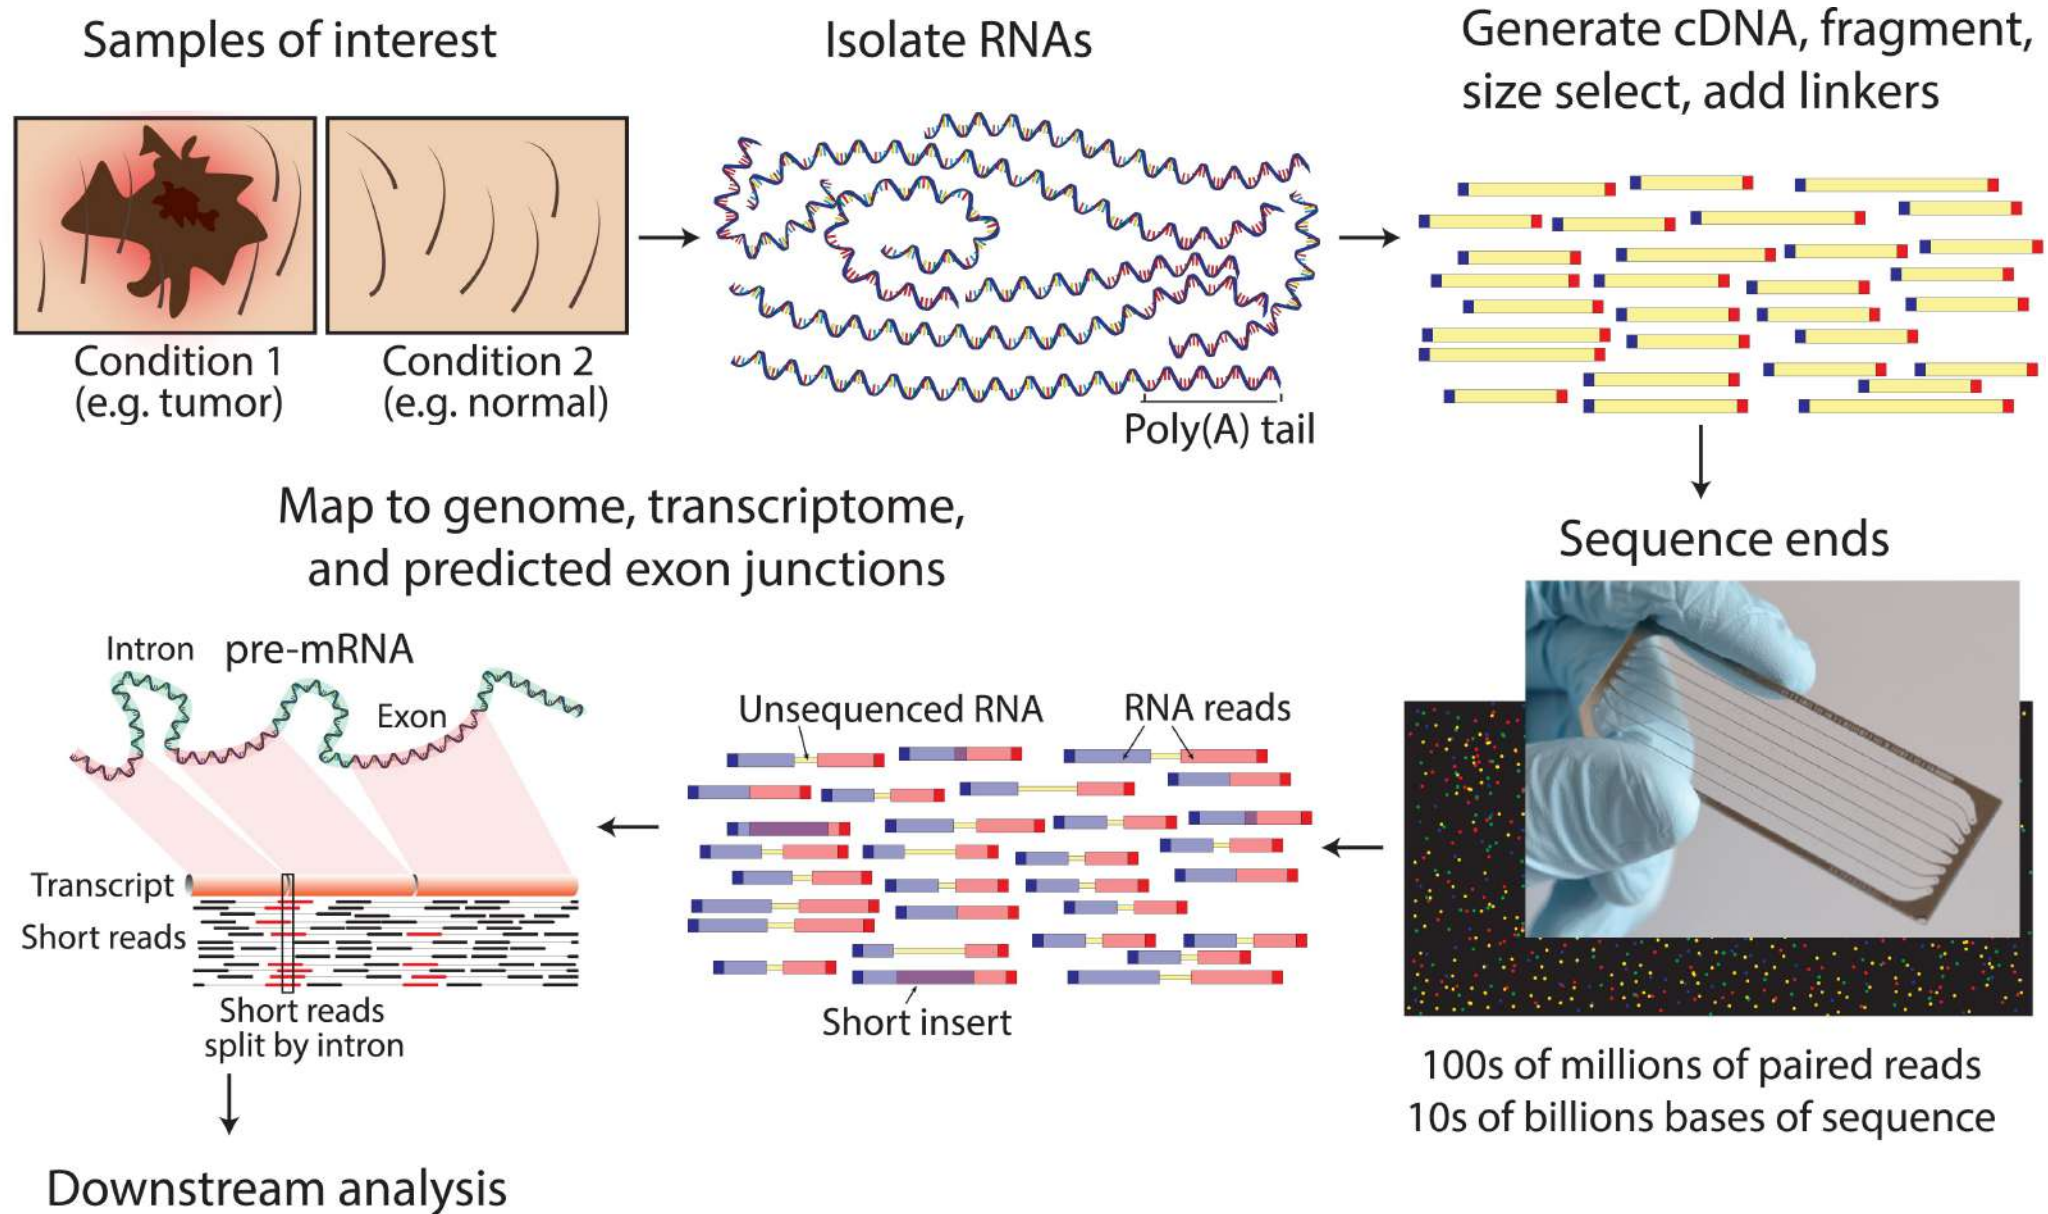 Samples of interest
Condition 1
(e.g. tumor)
Condition 2
(e.g. normal)
Isolate RNAs
Poly(A) tail
Generate cDNA, fragment,
size select, add linkers
Sequence ends
100s of millions of paired reads
10s of billions bases of sequence
Unsequenced RNA
RNA reads
Short insert
Map to genome, transcriptome,
and predicted exon junctions
Intron
pre-mRNA
Exon
Transcript
Short reads
Short reads
split by intron
Downstream analysis